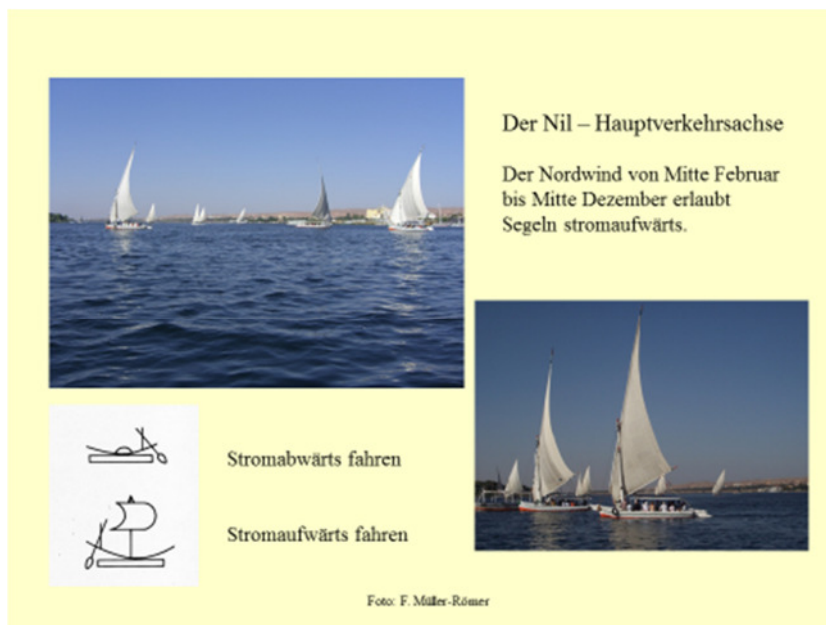 Der Nil – Hauptverkehrsachse
Der Nordwind von Mitte Februar
bis Mitte Dezember erlaubt
Segeln stromaufwärts.
Stromabwärts fahren
Stromaufwärts fahren
Foto: F. Müller-Römer